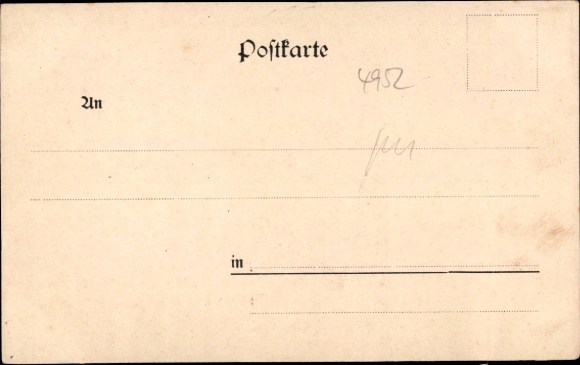 Postkarte
4952
An
in